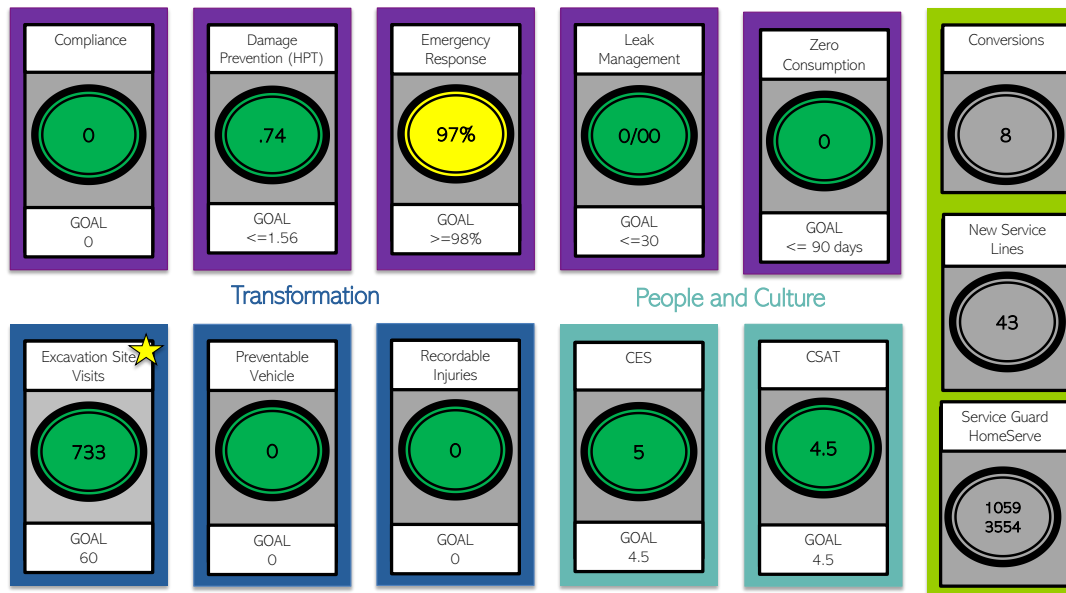 Compliance
0
GOAL
0
Damage
Prevention (HPT)
.74
GOAL
<=1.56
Emergency
Response
97%
GOAL
>=98%
Leak
Management
0/00
GOAL
<=30
Zero
Consumption
0
GOAL
<= 90 days
Conversions
8
New Service
Lines
43
Service Guard
HomeServe
1059
3554
Transformation
People and Culture
Excavation Site
Visits
733
GOAL
60
Preventable
Vehicle
0
GOAL
0
Recordable
Injuries
0
GOAL
0
CES
5
GOAL
4.5
CSAT
4.5
GOAL
4.5